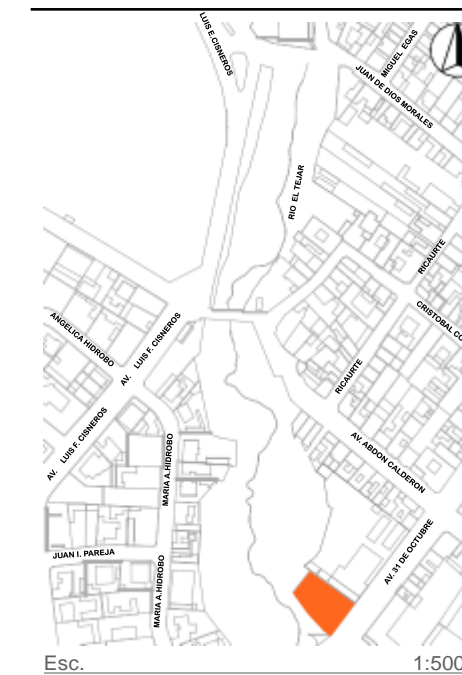 LUIS E.CISNEROS
MIGUEL EGAS
JUAN DE DIOS MORALES
RIO EL TEJAR
RICAURTE
CRISTOBAL CO
ANGELICA HIDROBO
AV. LUIS F. CISNEROS
RICAURTE
AV. LUIS F. CISNEROS
AV. ABDON CALDERON
MARIA A.HIDROBO
AV. 31 DE OCTUBRE
JUAN I. PAREJA
MARIA A.HIDROBO
Esc. 1:500